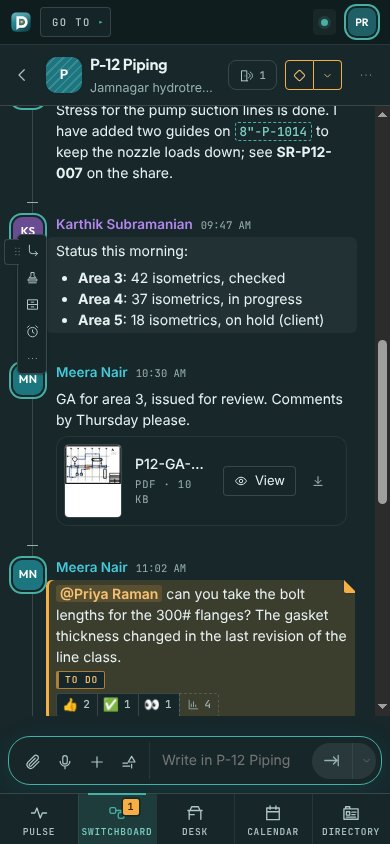 GO TO
PR
P
P-12 Piping
Jamnagar hydrotre...
1
Stress for the pump suction lines is done. I
have added two guides on 8"-P-1014 to
keep the nozzle loads down; see SR-P12-
007 on the share.
KS
Karthik Subramanian 09:47 AM
Status this morning:
• Area 3: 42 isometrics, checked
• Area 4: 37 isometrics, in progress
• Area 5: 18 isometrics, on hold (client)
MN
Meera Nair 10:30 AM
GA for area 3, issued for review. Comments
by Thursday please.
P12-GA-...
PDF · 10
KB
View
MN
Meera Nair 11:02 AM
@Priya Raman can you take the bolt
lengths for the 300# flanges? The gasket
thickness changed in the last revision of the
line class.
TO DO
👍 2 ✅ 1 👀 1 4
Write in P-12 Piping
1
PULSE SWITCHBOARD DESK CALENDAR DIRECTORY